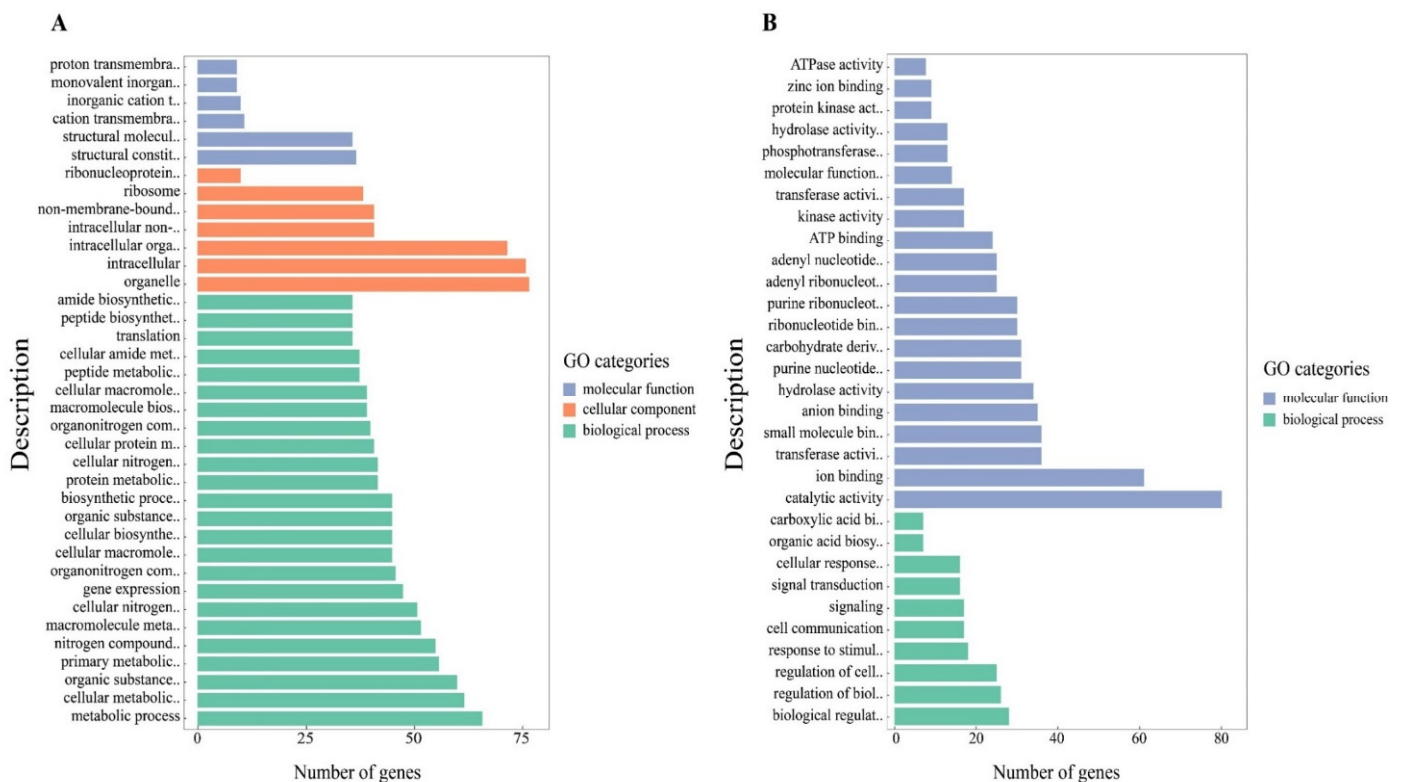 A
proton transmembra..
monovalent inorgan..
inorganic cation t..
cation transmembra..
structural molecul..
structural constit..
ribonucleoprotein..
ribosome
non-membrane-bound..
intracellular non-..
intracellular orga..
intracellular
organelle
amide biosynthetic..
peptide biosynthet..
translation
cellular amide met..
peptide metabolic..
cellular macromole..
macromolecule bios..
organonitrogen com..
cellular protein m..
cellular nitrogen..
protein metabolic..
biosynthetic proce..
organic substance..
cellular biosynthe..
cellular macromole..
organonitrogen com..
gene expression
cellular nitrogen..
macromolecule meta..
nitrogen compound..
primary metabolic..
organic substance..
cellular metabolic..
metabolic process
Description
0 25 50 75
Number of genes
GO categories
molecular function
cellular component
biological process
B
ATPase activity
zinc ion binding
protein kinase act..
hydrolase activity..
phosphotransferase..
molecular function..
transferase activi..
kinase activity
ATP binding
adenyl nucleotide..
adenyl ribonucleot..
purine ribonucleot..
ribonucleotide bin..
carbohydrate deriv..
purine nucleotide..
hydrolase activity
anion binding
small molecule bin..
transferase activi..
ion binding
catalytic activity
carboxylic acid bi..
organic acid biosy..
cellular response..
signal transduction
signaling
cell communication
response to stimul..
regulation of cell..
regulation of biol..
biological regulat..
Description
0 20 40 60 80
Number of genes
GO categories
molecular function
biological process